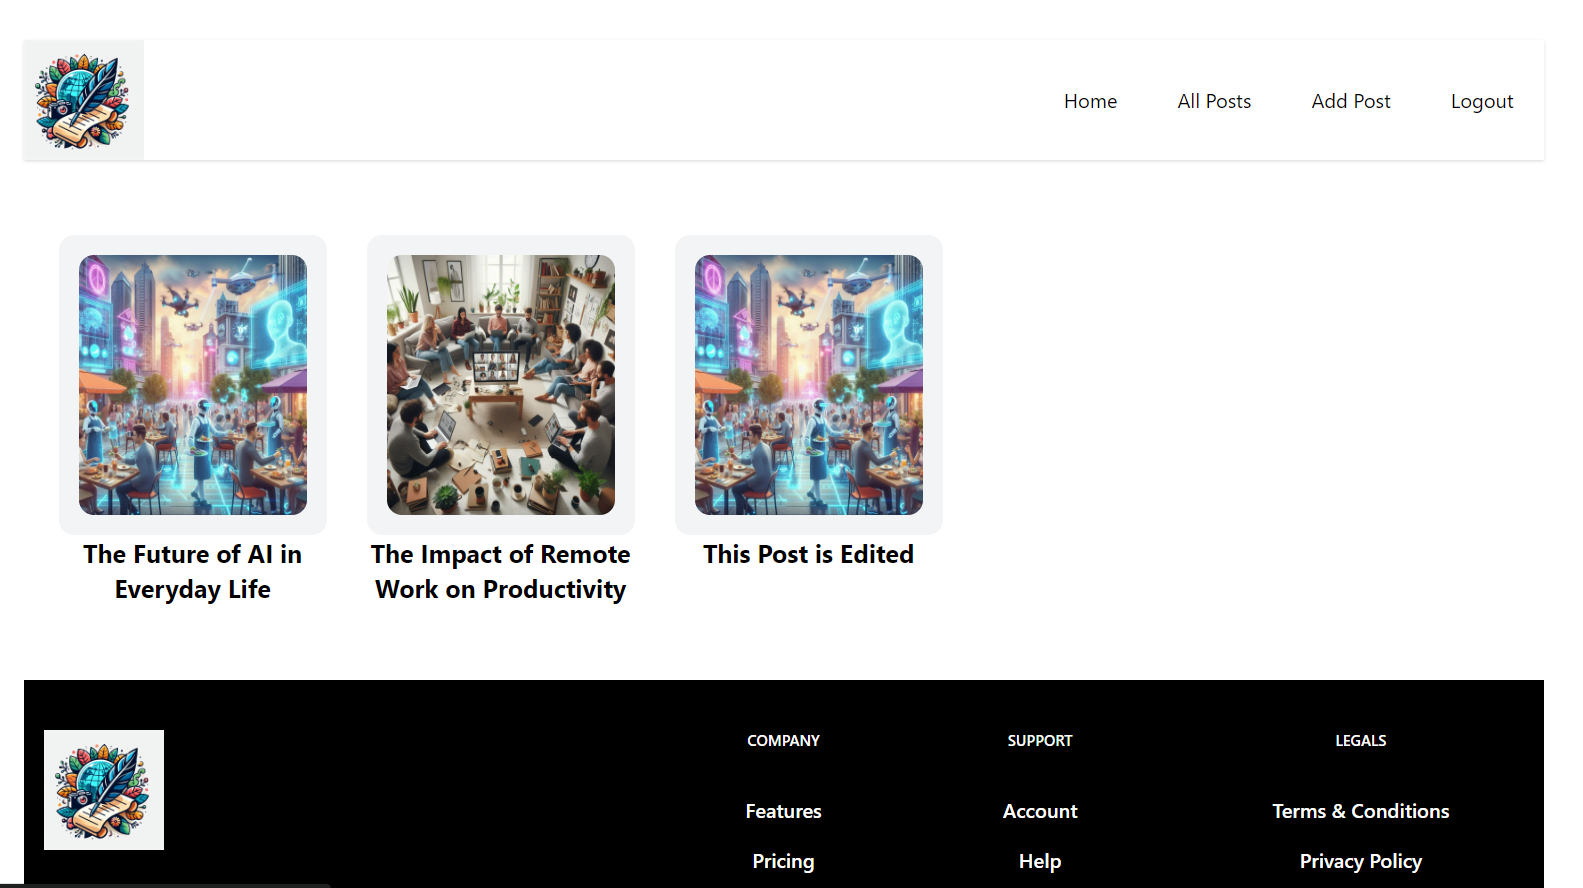 Home
All Posts
Add Post
Logout
The Future of AI in
Everyday Life
The Impact of Remote
Work on Productivity
This Post is Edited
COMPANY
SUPPORT
LEGALS
Features
Account
Terms & Conditions
Pricing
Help
Privacy Policy